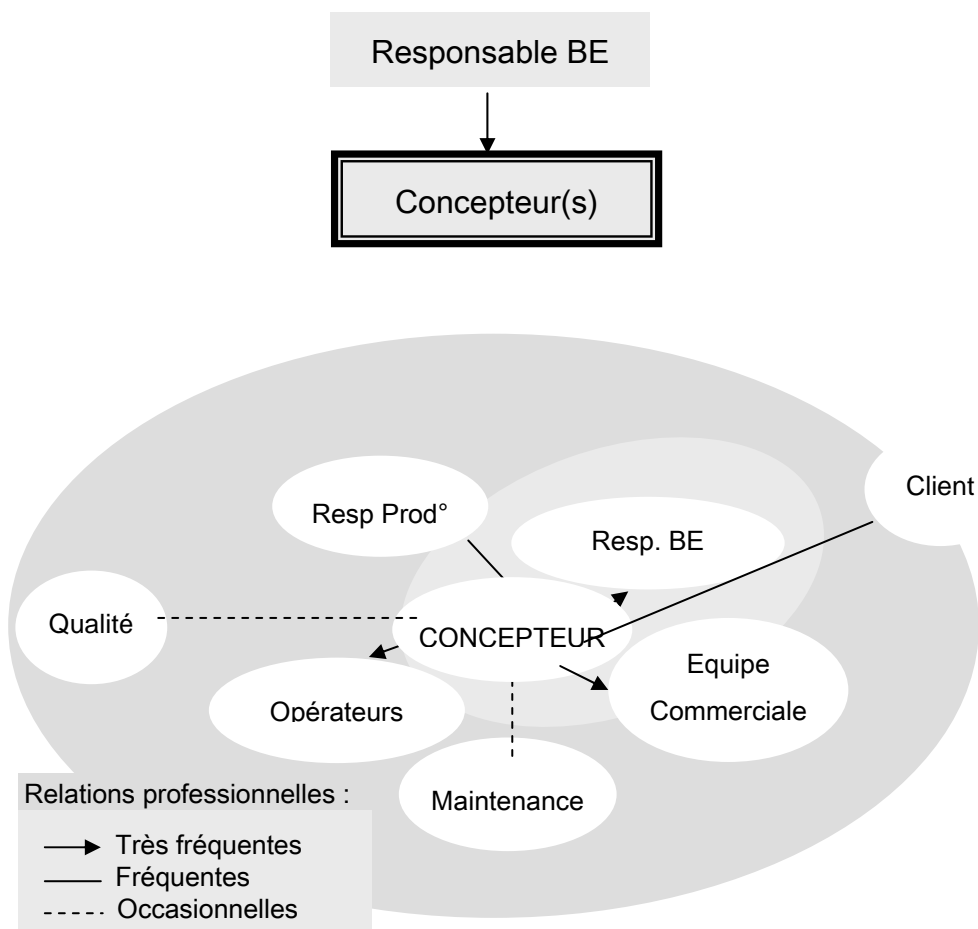 Responsable BE
Concepteur(s)
Client
Resp Prod°
Resp. BE
Qualité
CONCEPTEUR
Equipe
Commerciale
Opérateurs
Maintenance
Relations professionnelles :
Très fréquentes
Fréquentes
Occasionnelles